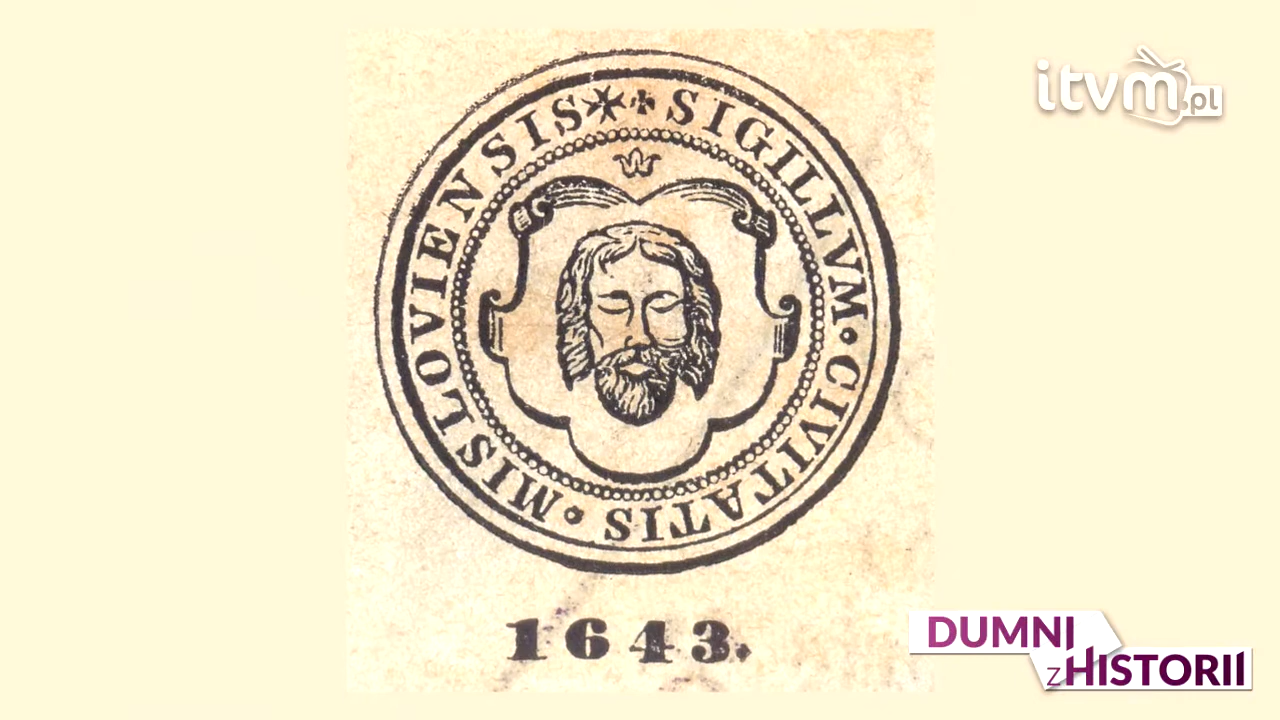 itvm.pl
✠ SIGILLVM • CIVITATIS • MISLOVIENSIS ✶
1643.
DUMNI
Z HISTORII